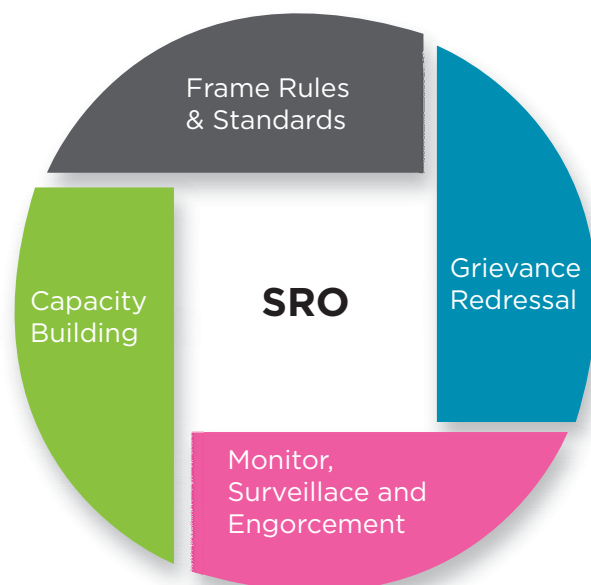 Frame Rules
& Standards
Grievance
Redressal
SRO
Capacity
Building
Monitor,
Surveillace and
Engorcement